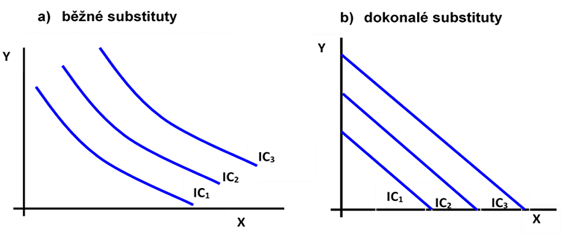 a) běžné substituty
Y
IC3
IC2
IC1
X
b) dokonalé substituty
Y
IC1 IC2 IC3
X